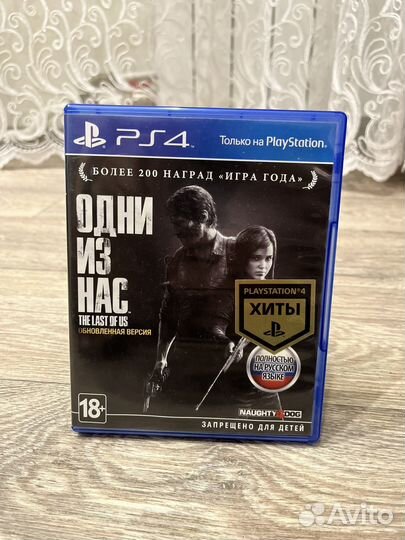 PS4
Только на PlayStation®
БОЛЕЕ 200 НАГРАД «ИГРА ГОДА»
ОДНИ
ИЗ
НАС
THE LAST OF US
ОБНОВЛЕННАЯ ВЕРСИЯ
PLAYSTATION®4
ХИТЫ
ПОЛНОСТЬЮ
НА РУССКОМ
ЯЗЫКЕ
18+
NAUGHTY DOG
ЗАПРЕЩЕНО ДЛЯ ДЕТЕЙ
Avito